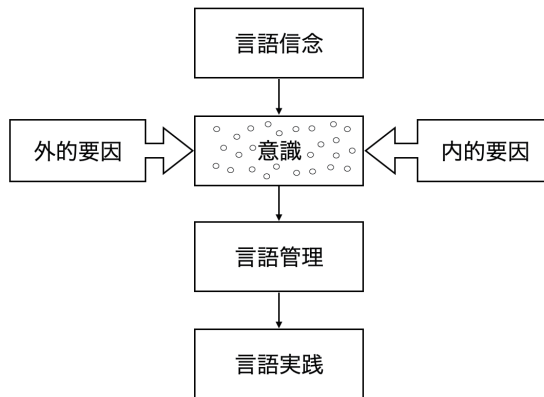 言語信念
外的要因
意識
内的要因
言語管理
言語実践